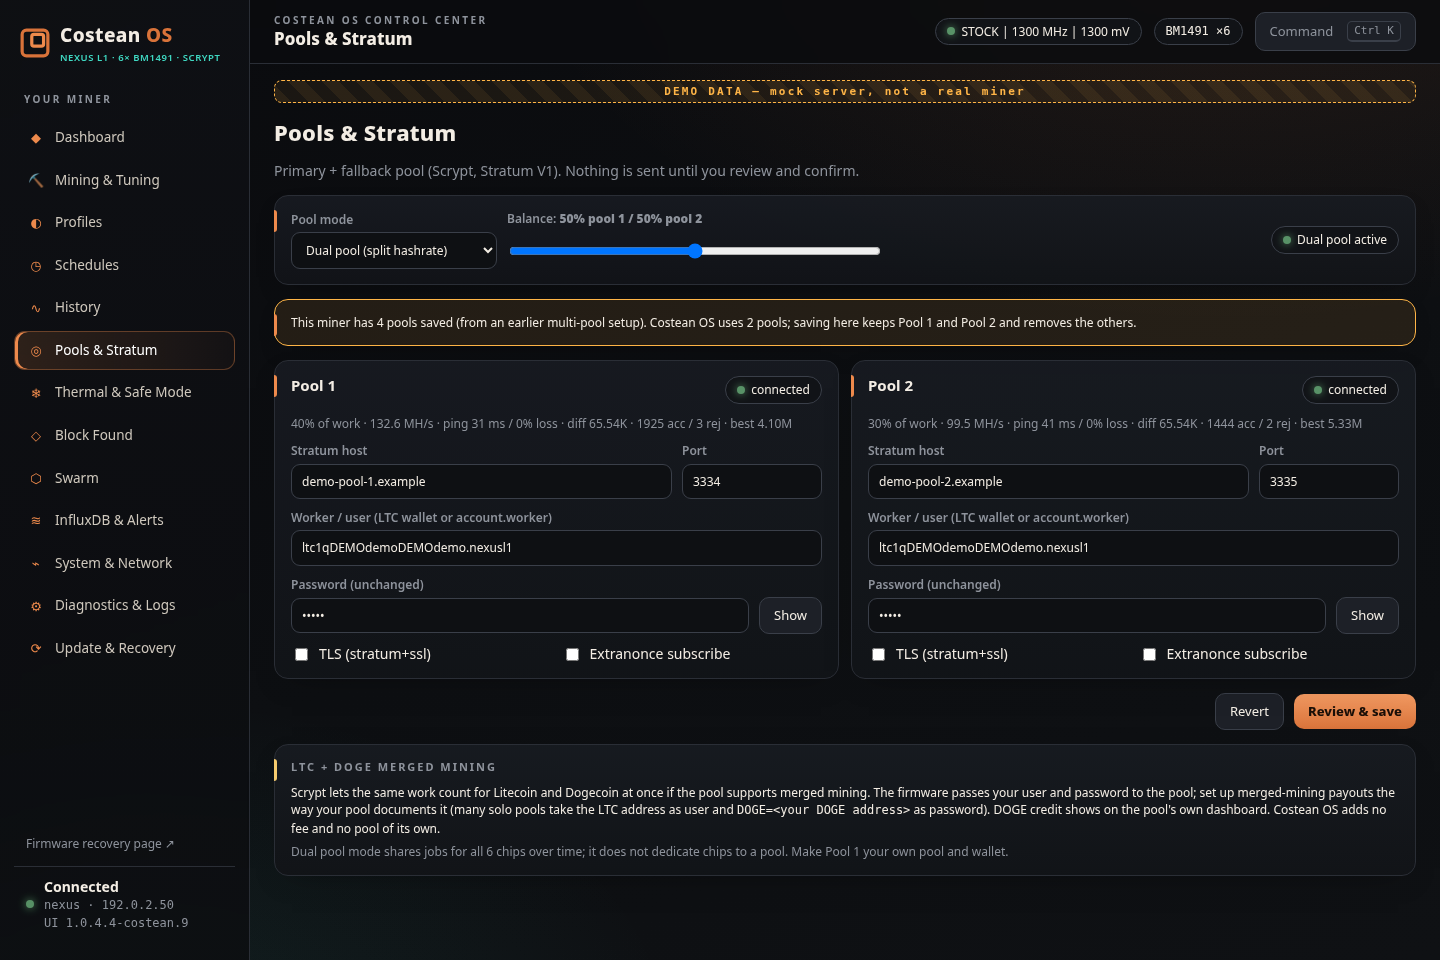 Costean OS
NEXUS L1 · 6× BM1491 · SCRYPT
YOUR MINER
Dashboard
Mining & Tuning
Profiles
Schedules
History
Pools & Stratum
Thermal & Safe Mode
Block Found
Swarm
InfluxDB & Alerts
System & Network
Diagnostics & Logs
Update & Recovery
Firmware recovery page ↗
Connected
nexus · 192.0.2.50
UI 1.0.4.4-costean.9
COSTEAN OS CONTROL CENTER
Pools & Stratum
STOCK | 1300 MHz | 1300 mV
BM1491 ×6
Command Ctrl K
DEMO DATA — mock server, not a real miner
Pools & Stratum
Primary + fallback pool (Scrypt, Stratum V1). Nothing is sent until you review and confirm.
Pool mode
Balance: 50% pool 1 / 50% pool 2
Dual pool (split hashrate)
Dual pool active
This miner has 4 pools saved (from an earlier multi-pool setup). Costean OS uses 2 pools; saving here keeps Pool 1 and Pool 2 and removes the others.
Pool 1
connected
40% of work · 132.6 MH/s · ping 31 ms / 0% loss · diff 65.54K · 1925 acc / 3 rej · best 4.10M
Stratum host Port
demo-pool-1.example 3334
Worker / user (LTC wallet or account.worker)
ltc1qDEMOdemoDEMOdemo.nexusl1
Password (unchanged)
••••• Show
TLS (stratum+ssl) Extranonce subscribe
Pool 2
connected
30% of work · 99.5 MH/s · ping 41 ms / 0% loss · diff 65.54K · 1444 acc / 2 rej · best 5.33M
Stratum host Port
demo-pool-2.example 3335
Worker / user (LTC wallet or account.worker)
ltc1qDEMOdemoDEMOdemo.nexusl1
Password (unchanged)
••••• Show
TLS (stratum+ssl) Extranonce subscribe
Revert Review & save
LTC + DOGE MERGED MINING
Scrypt lets the same work count for Litecoin and Dogecoin at once if the pool supports merged mining. The firmware passes your user and password to the pool; set up merged-mining payouts the
way your pool documents it (many solo pools take the LTC address as user and DOGE=<your DOGE address> as password). DOGE credit shows on the pool's own dashboard. Costean OS adds no
fee and no pool of its own.
Dual pool mode shares jobs for all 6 chips over time; it does not dedicate chips to a pool. Make Pool 1 your own pool and wallet.